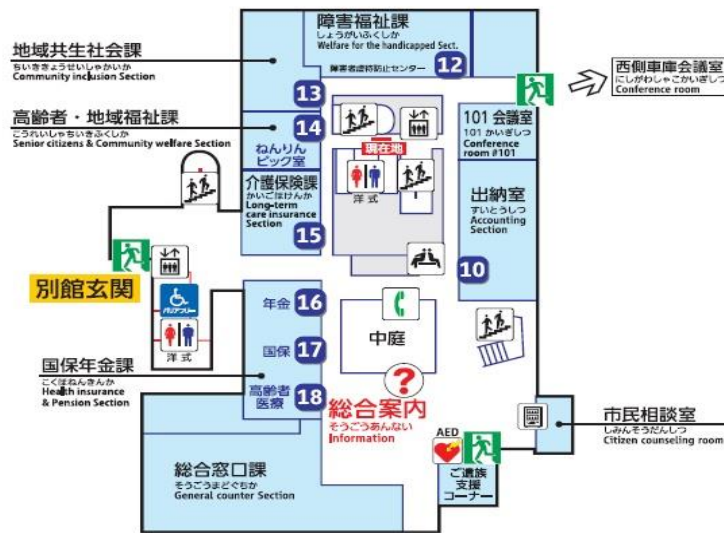 障害福祉課
しょうがいふくしか
Welfare for the handicapped Sect.
障害者虐待防止センター
12
地域共生社会課
ちいききょうせいしゃかいか
Community inclusion Section
13
西側車庫会議室
にしがわしゃこかいぎしつ
Conference room
高齢者・地域福祉課
こうれいしゃちいきふくしか
Senior citizens & Community welfare Section
14
ねんりん
ピック室
現在地
洋式
101 会議室
101 かいぎしつ
Conference
room #101
介護保険課
かいごほけんか
Long-term
care insurance
Section
15
出納室
すいとうしつ
Accounting
Section
10
別館玄関
バリアフリー
洋式
年金
16
国保
17
高齢者
医療
18
中庭
国保年金課
こくほねんきんか
Health insurance
& Pension Section
?
総合案内
そうごうあんない
Information
AED
市民相談室
しみんそうだんしつ
Citizen counseling room
総合窓口課
そうごうまどぐちか
General counter Section
ご遺族
支援
コーナー